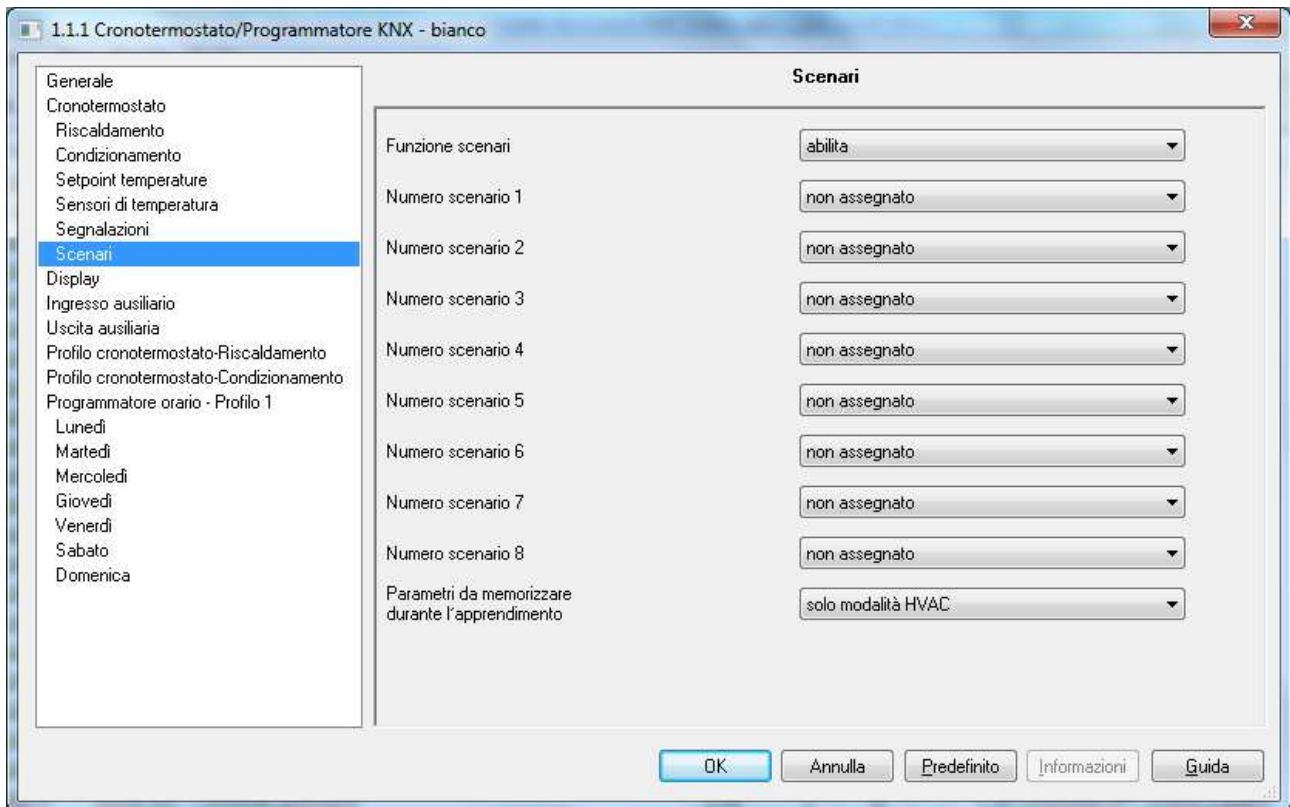 1.1.1 Cronotermostato/Programmatore KNX - bianco
Generale
Cronotermostato
Riscaldamento
Condizionamento
Setpoint temperature
Sensori di temperatura
Segnalazioni
Scenari
Display
Ingresso ausiliario
Uscita ausiliaria
Profilo cronotermostato-Riscaldamento
Profilo cronotermostato-Condizionamento
Programmatore orario - Profilo 1
Lunedì
Martedì
Mercoledì
Giovedì
Venerdì
Sabato
Domenica
Scenari
Funzione scenari abilita
Numero scenario 1 non assegnato
Numero scenario 2 non assegnato
Numero scenario 3 non assegnato
Numero scenario 4 non assegnato
Numero scenario 5 non assegnato
Numero scenario 6 non assegnato
Numero scenario 7 non assegnato
Numero scenario 8 non assegnato
Parametri da memorizzare
durante l'apprendimento solo modalità HVAC
OK Annulla Predefinito Informazioni Guida